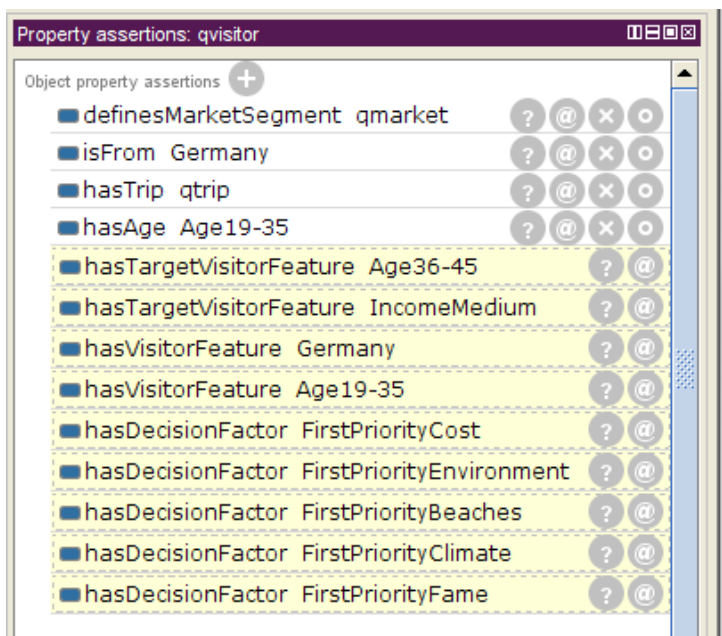 Property assertions: qvisitor
Object property assertions
definesMarketSegment qmarket
isFrom Germany
hasTrip qtrip
hasAge Age19-35
hasTargetVisitorFeature Age36-45
hasTargetVisitorFeature IncomeMedium
hasVisitorFeature Germany
hasVisitorFeature Age19-35
hasDecisionFactor FirstPriorityCost
hasDecisionFactor FirstPriorityEnvironment
hasDecisionFactor FirstPriorityBeaches
hasDecisionFactor FirstPriorityClimate
hasDecisionFactor FirstPriorityFame